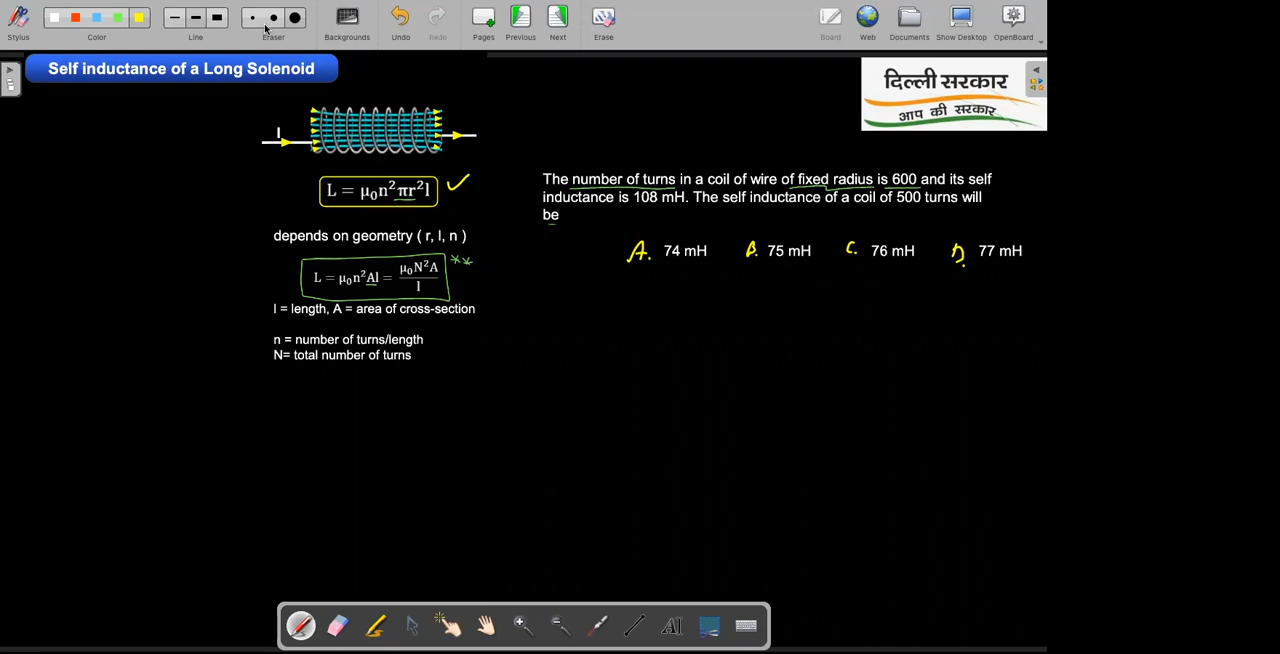 Stylus Color Line Eraser Backgrounds Undo Redo Pages Previous Next Erase Board Web Documents Show Desktop OpenBoard
Self inductance of a Long Solenoid
दिल्ली सरकार
आप की सरकार
I
L = μ₀n²πr²l
depends on geometry ( r, l, n )
L = μ₀n²Al = μ₀N²A / l **
l = length, A = area of cross-section
n = number of turns/length
N= total number of turns
The number of turns in a coil of wire of fixed radius is 600 and its self
inductance is 108 mH. The self inductance of a coil of 500 turns will
be
A. 74 mH B. 75 mH C. 76 mH D. 77 mH
AI